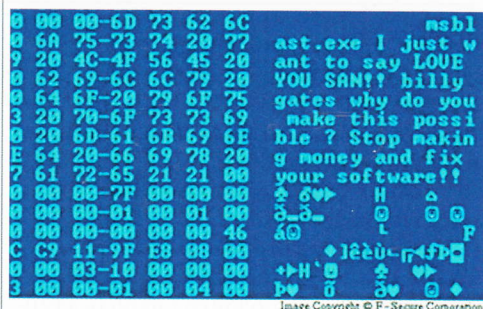 0 00 00-6D 73 62 6C msbl
0 6A 75-73 74 20 77 ast.exe I just w
9 20 4C-4F 56 45 20 ant to say LOVE
0 62 69-6C 6C 79 20 YOU SAN!! billy
0 64 6F-20 79 6F 75 gates why do you
3 20 70-6F 73 73 69 make this possi
0 20 6D-61 6B 69 6E ble ? Stop makin
E 64 20-66 69 78 20 g money and fix
7 61 72-65 21 21 00 your software!!
0 00 00-7F 00 00 00 ♣ ð♥► H ⌂
0 00 00-01 00 01 00
0 00 00-00 00 00 46 F
C C9 11-9F E8 08 00
0 00 03-10 00 00 00
3 00 00-01 00 04 00
Image Copyright © F-Secure Corporation